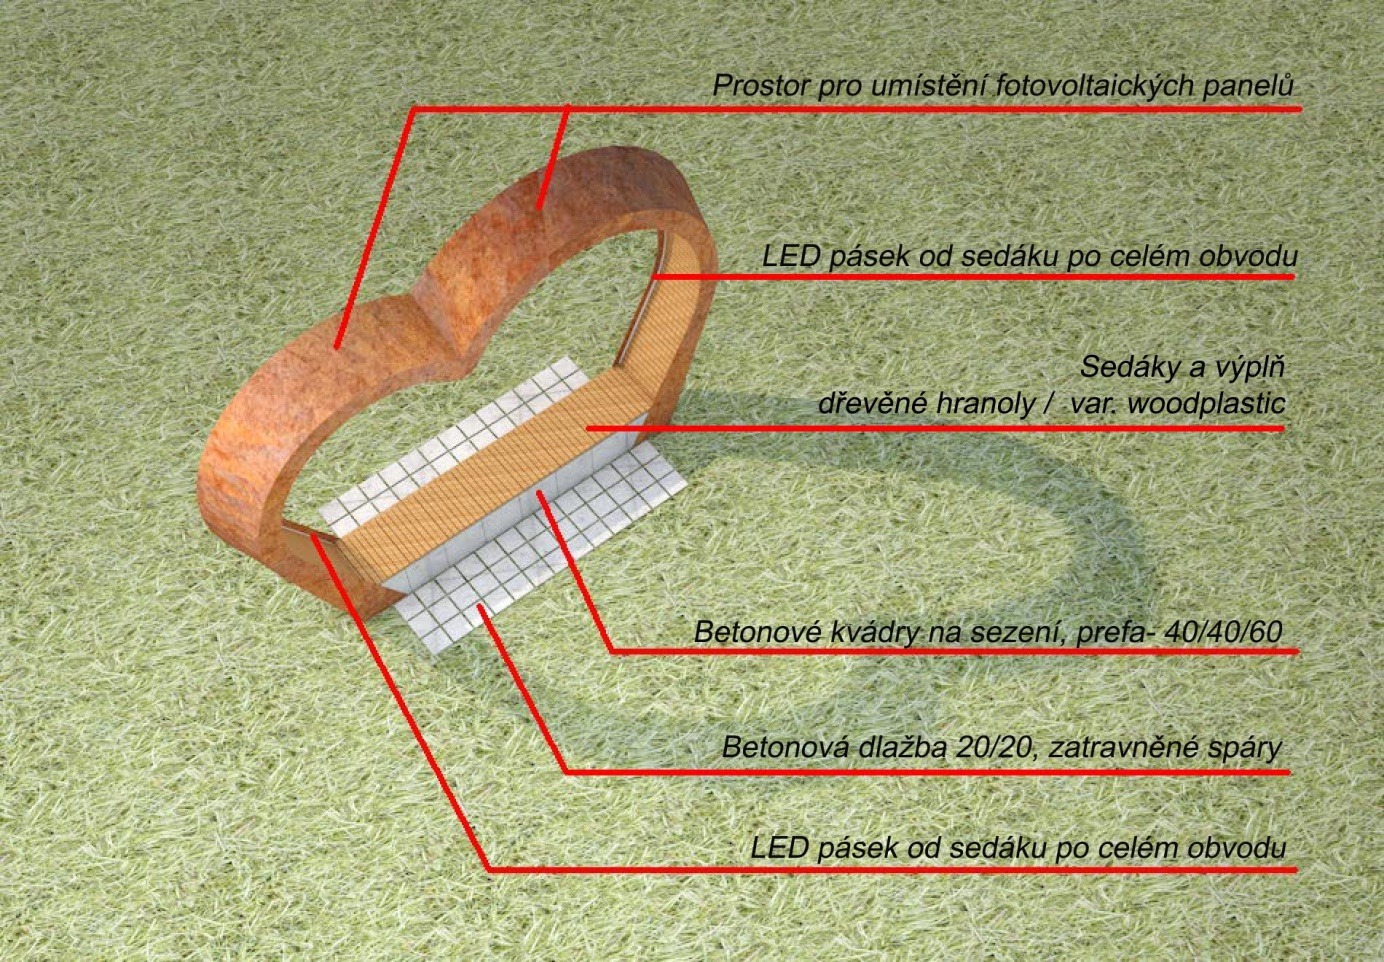 Prostor pro umístění fotovoltaických panelů
LED pásek od sedáku po celém obvodu
Sedáky a výplň
dřevěné hranoly / var. woodplastic
Betonové kvádry na sezení, prefa- 40/40/60
Betonová dlažba 20/20, zatravněné spáry
LED pásek od sedáku po celém obvodu